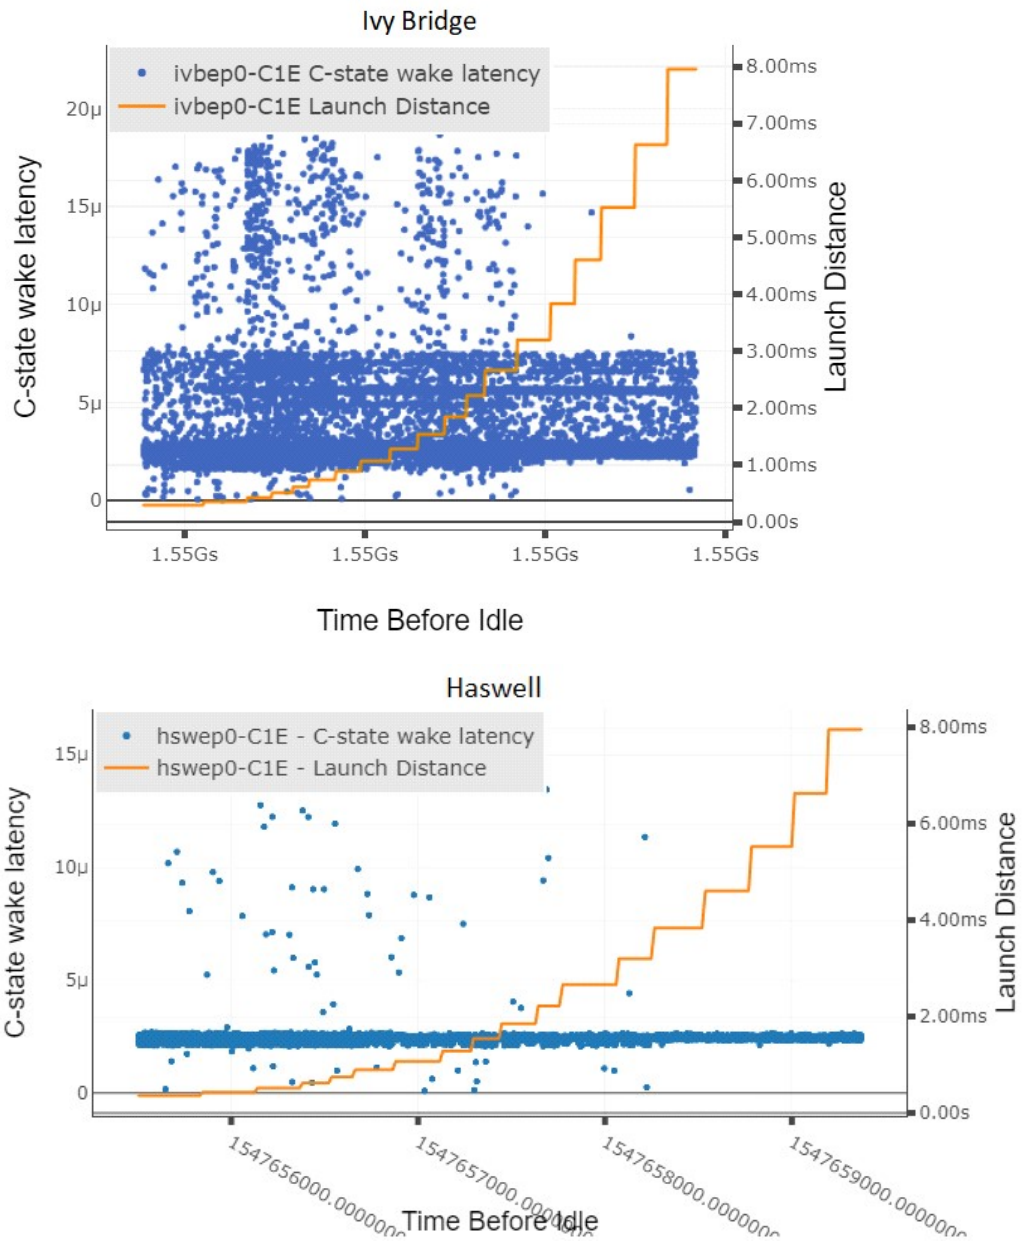 Ivy Bridge
ivbep0-C1E C-state wake latency
ivbep0-C1E Launch Distance
C-state wake latency
20μ
15μ
10μ
5μ
0
8.00ms
7.00ms
6.00ms
5.00ms
4.00ms
3.00ms
2.00ms
1.00ms
0.00s
Launch Distance
1.55Gs 1.55Gs 1.55Gs 1.55Gs
Time Before Idle
Haswell
hswep0-C1E - C-state wake latency
hswep0-C1E - Launch Distance
C-state wake latency
15μ
10μ
5μ
0
8.00ms
6.00ms
4.00ms
2.00ms
0.00s
Launch Distance
1547656000.0000000
1547657000.0000000
1547658000.0000000
1547659000.0000000
Time Before Idle